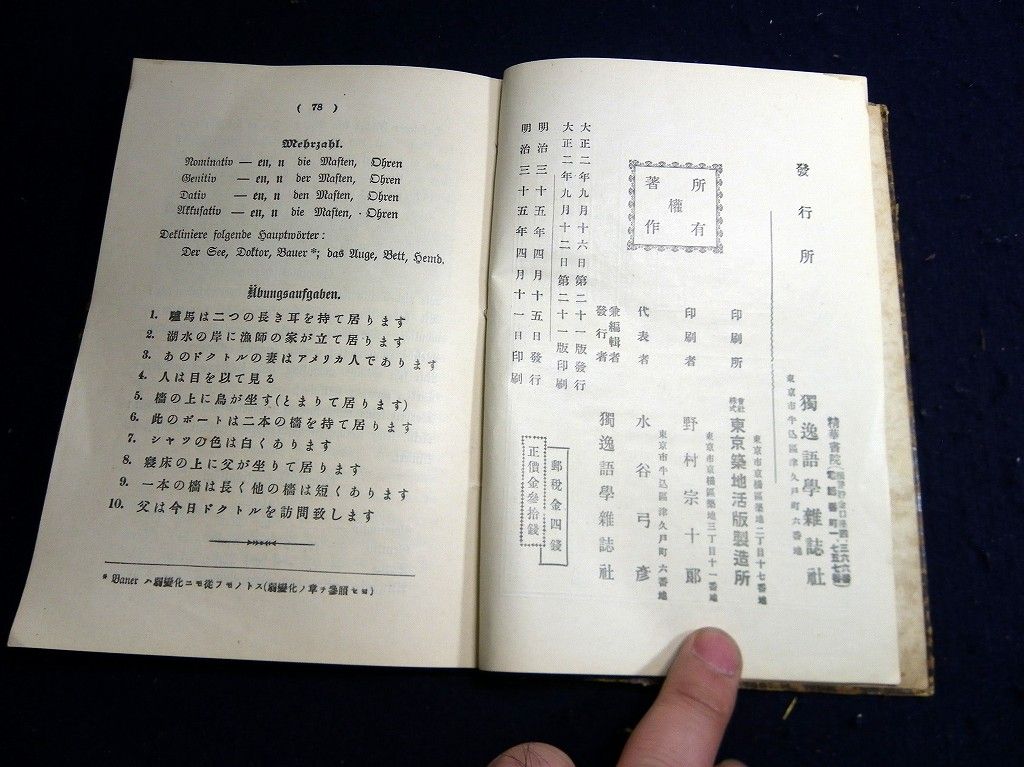 ( 78 )
Mehrzahl.
Nominativ — en, n die Masten, Ohren
Genitiv — en, n der Masten, Ohren
Dativ — en, n den Masten, Ohren
Akkusativ — en, n die Masten, Ohren
Dekliniere folgende Hauptwörter:
Der See, Doktor, Bauer*; das Auge, Bett, Hemd.
Übungsaufgaben.
1.驢馬は二つの長き耳を持て居ります
2. 湖水の岸に漁師の家が立て居ります
3. あのドクトルの妻はアメリカ人であります
4. 人は目を以て見る
5. 檣の上に鳥が坐す(とまりて居ります)
6. 此のボートは二本の檣を持て居ります
7. シャツの色は白くあります
8. 寢床の上に父が坐りて居ります
9. 一本の檣は長く他の檣は短くあります
10. 父は今日ドクトルを訪問致します
* Bauer ハ弱變化ニモ從フモノトス(弱變化ノ章ヲ參照セヨ)
發行所
東京市牛込區津久戸町六番地
獨逸語學雜誌社
精華書院
所有
權
著作
印刷所
東京市京橋區築地二丁目十七番地
株式會社 東京築地活版製造所
印刷者
東京市京橋區築地三丁目十一番地
野村宗十郎
代表者
東京市牛込區津久戸町六番地
水谷弓彥
兼編輯者發行者
獨逸語學雜誌社
大正二年九月十六日第二十一版發行
大正二年九月十二日第二十一版印刷
明治三十五年四月十五日發行
明治三十五年四月十一日印刷
郵稅金四錢
正價金參拾錢